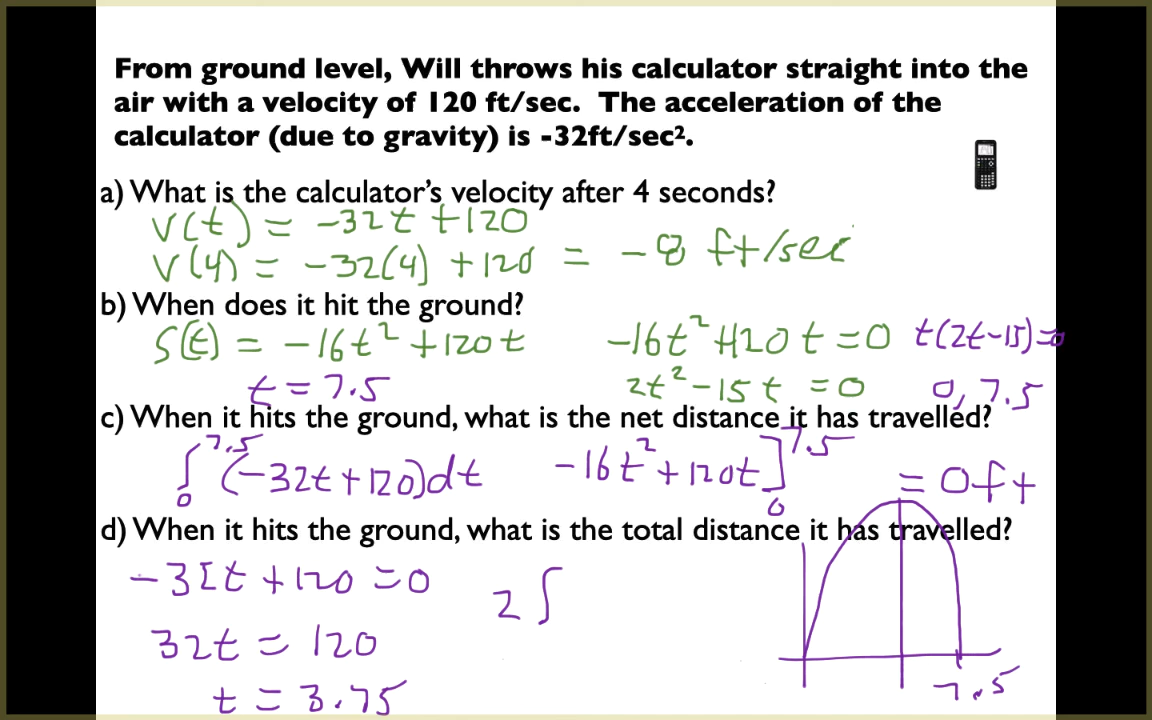 From ground level, Will throws his calculator straight into the
air with a velocity of 120 ft/sec. The acceleration of the
calculator (due to gravity) is -32ft/sec².
a) What is the calculator's velocity after 4 seconds?
V(t) = -32t +120
V(4) = -32(4) +120 = -8 ft/sec
b) When does it hit the ground?
S(t) = -16t² +120t -16t²+120t=0 t(2t-15)=0
t = 7.5 2t²-15t =0 0, 7.5
c) When it hits the ground, what is the net distance it has travelled?
∫₀^7.5 (-32t+120)dt -16t²+120t]₀^7.5 = 0ft
d) When it hits the ground, what is the total distance it has travelled?
-32t +120 =0 2∫
32t = 120
t = 3.75 7.5